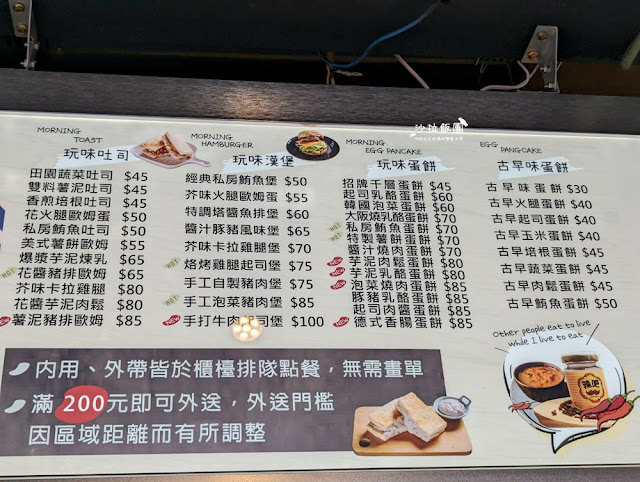 沙拉飯團
MORNING
TOAST
玩味吐司
田園蔬菜吐司 $45
雙料薯泥吐司 $45
香煎培根吐司 $45
花火腿歐姆蛋 $50
私房鮪魚吐司 $50
美式薯餅歐姆 $55
爆漿芋泥煉乳 $65
HOT 花醬豬排歐姆 $65
芥味卡拉雞腿 $80
花醬芋泥肉鬆 $80
薯泥豬排歐姆 $85
MORNING
HAMBURGER
玩味漢堡
經典私房鮪魚堡 $50
芥味火腿歐姆蛋 $55
特調塔醬魚排堡 $60
醬汁豬腿風味堡 $65
HOT 芥味卡拉雞腿堡 $70
烙烤雞腿起司堡 $75
手工自製豬肉堡 $75
HOT 手工泡菜豬肉堡 $85
手打牛肉起司堡 $100
MORNING
EGG PANCAKE
玩味蛋餅
招牌千層蛋餅 $45
起司乳酪蛋餅 $60
韓國泡菜蛋餅 $60
大阪燒乳酪蛋餅 $70
HOT 私房鮪魚蛋餅 $70
HOT 特製薯餅蛋餅 $70
醬汁燒肉蛋餅 $70
芋泥肉鬆蛋餅 $80
芋泥乳酪蛋餅 $80
泡菜燒肉蛋餅 $85
豚豬乳酪蛋餅 $85
起司肉醬蛋餅 $85
德式香腸蛋餅 $85
EGG
PANGCAKE
古早味蛋餅
古早味蛋餅 $30
古早火腿蛋餅 $40
古早起司蛋餅 $40
古早玉米蛋餅 $40
古早培根蛋餅 $45
古早蔬菜蛋餅 $45
古早肉鬆蛋餅 $45
古早鮪魚蛋餅 $50
內用、外帶皆於櫃檯排隊點餐，無需畫單
滿 200元即可外送，外送門檻
因區域距離而有所調整
Other people eat to live
while I live to eat